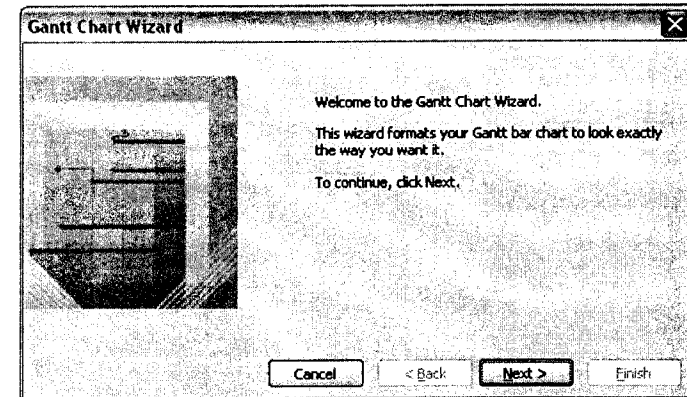 Gantt Chart Wizard
Welcome to the Gantt Chart Wizard.
This wizard formats your Gantt bar chart to look exactly
the way you want it.
To continue, click Next.
Cancel
< Back
Next >
Finish